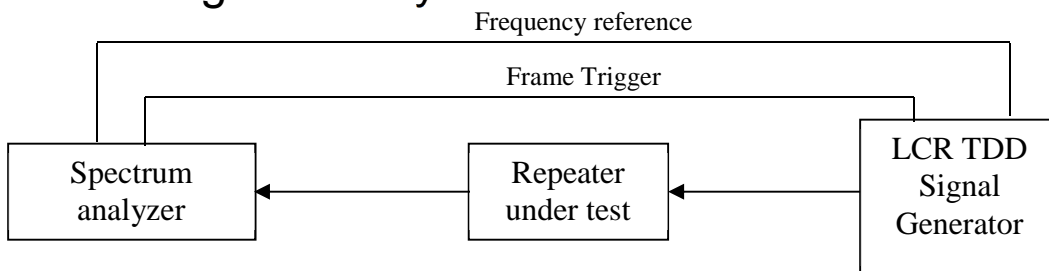 Frequency reference
Frame Trigger
Spectrum
analyzer
Repeater
under test
LCR TDD
Signal
Generator